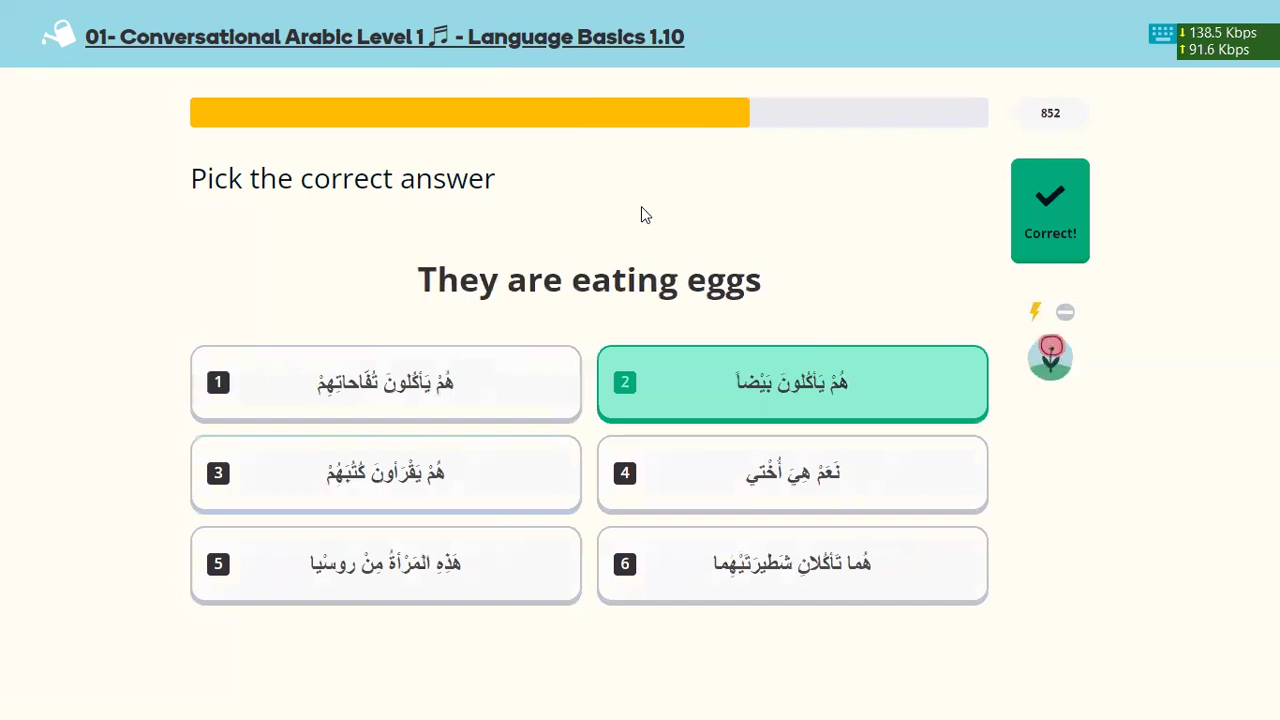 01- Conversational Arabic Level 1🎵 - Language Basics 1.10
↓ 138.5 Kbps
↑ 91.6 Kbps
852
Pick the correct answer
Correct!
They are eating eggs
1 هُمْ يَأكُلونَ تُفّاحاتِهِمْ
2 هُمْ يَأكُلونَ بَيْضاً
3 هُمْ يَقْرَأونَ كُتُبَهُمْ
4 نَعَمْ هِيَ أُخْتي
5 هَذِهِ الْمَرْأةُ مِنْ روسْيا
6 هُما تَأكُلانِ شَطيرَتَيْهِما